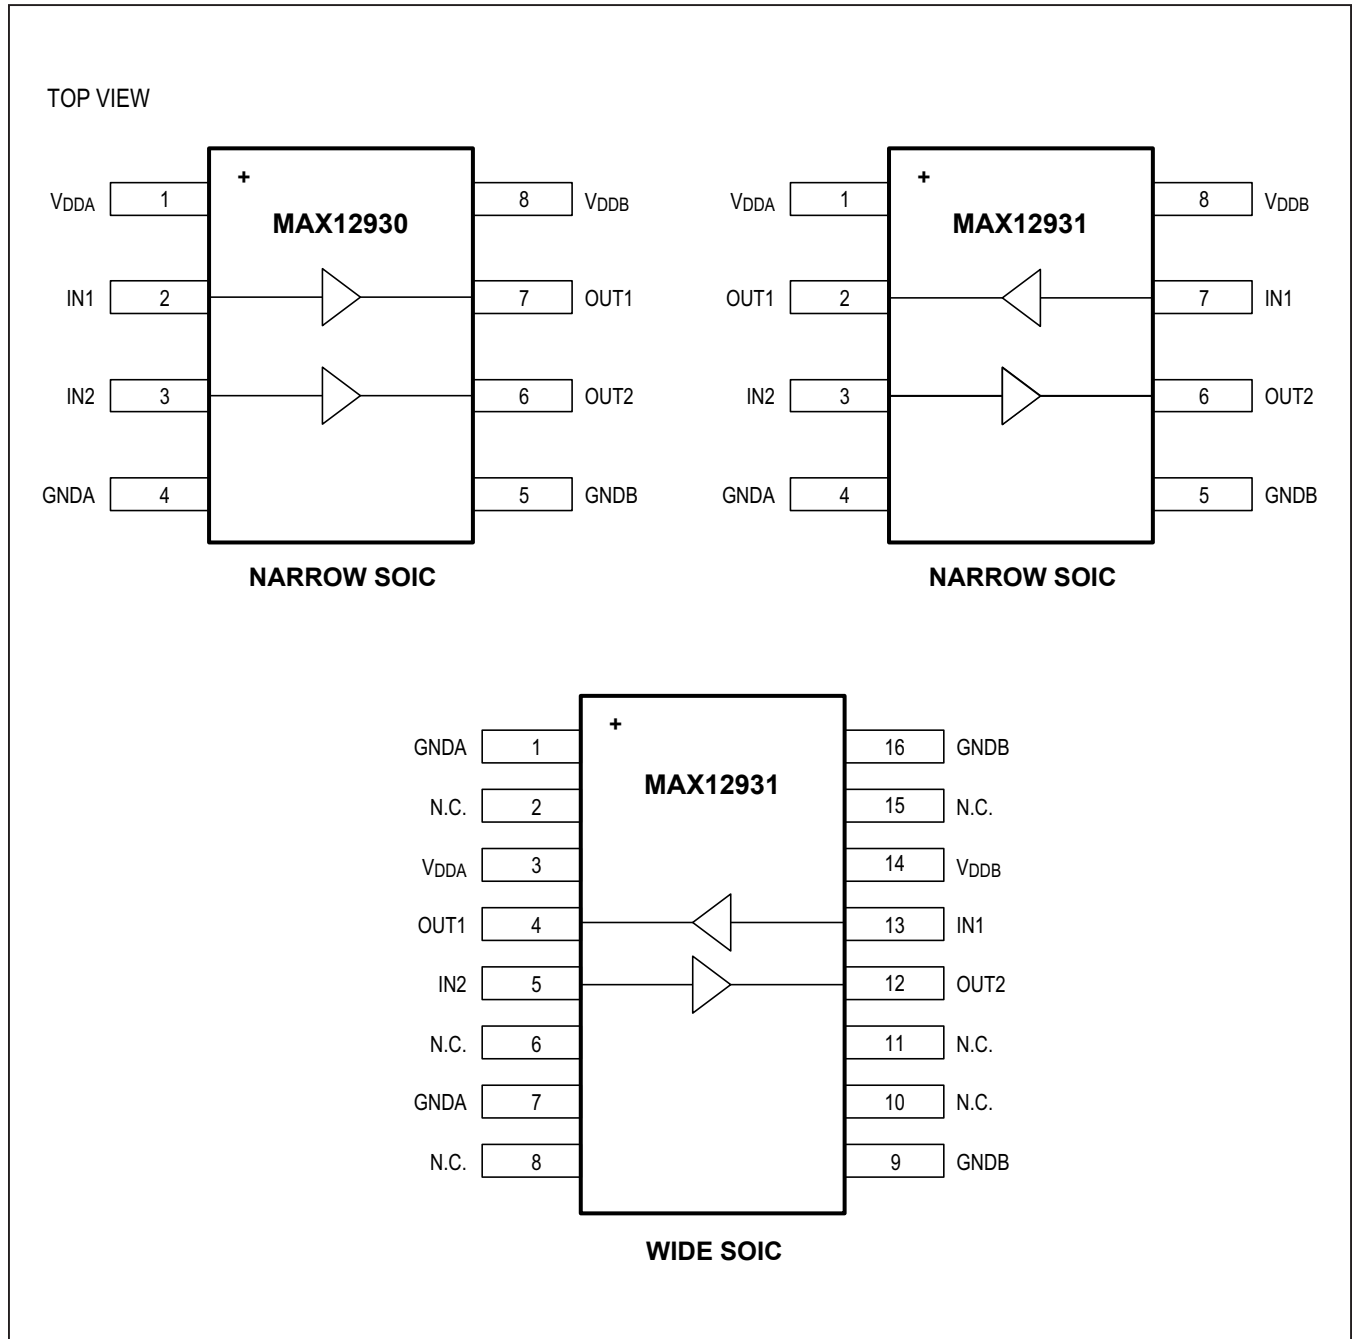 TOP VIEW
+ +
MAX12930 MAX12931
VDDA 1 8 VDDB VDDA 1 8 VDDB
IN1 2 7 OUT1 OUT1 2 7 IN1
IN2 3 6 OUT2 IN2 3 6 OUT2
GNDA 4 5 GNDB GNDA 4 5 GNDB
NARROW SOIC NARROW SOIC
+
MAX12931
GNDA 1 16 GNDB
N.C. 2 15 N.C.
VDDA 3 14 VDDB
OUT1 4 13 IN1
IN2 5 12 OUT2
N.C. 6 11 N.C.
GNDA 7 10 N.C.
N.C. 8 9 GNDB
WIDE SOIC